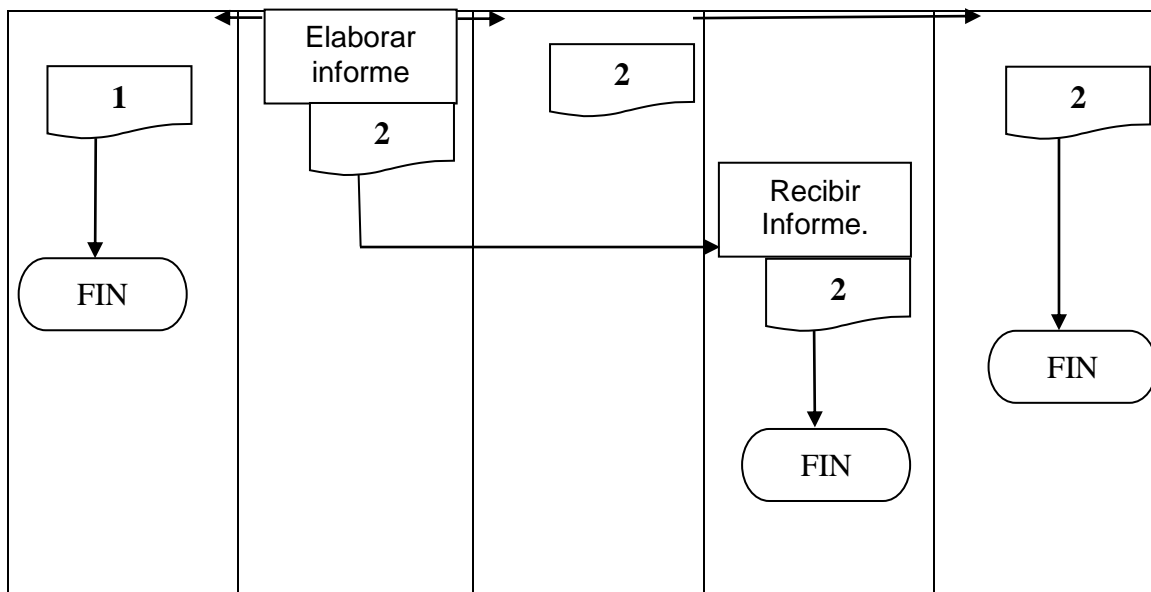 Elaborar
informe
1
2
2
2
Recibir
Informe.
2
FIN
FIN
FIN